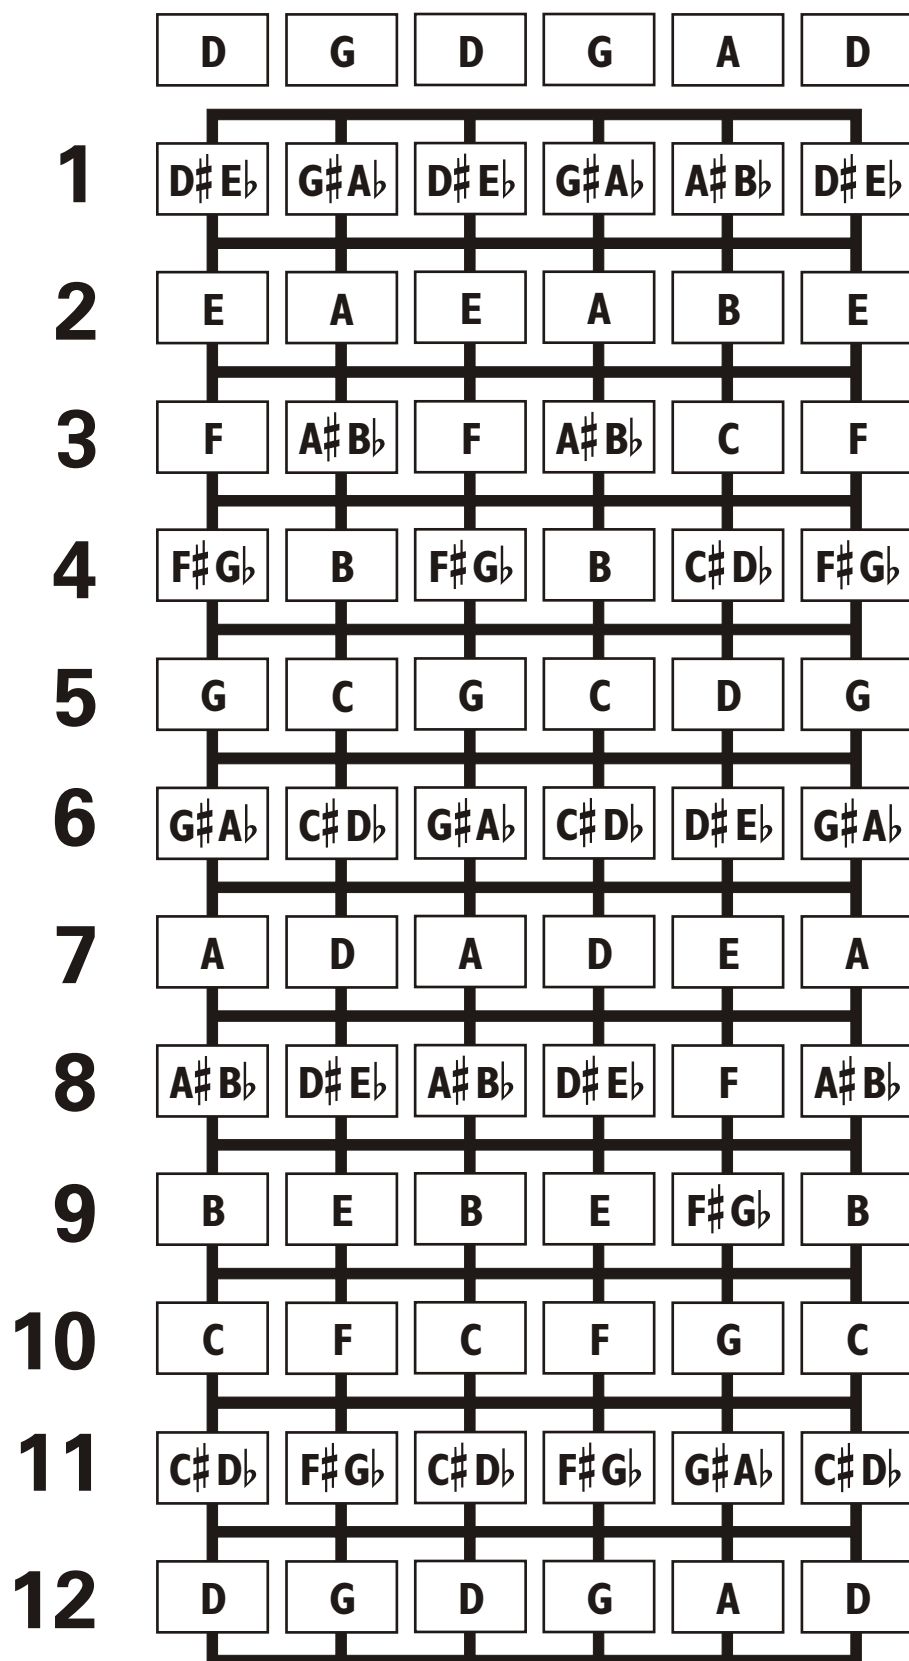 D G D G A D
1 D♯E♭ G♯A♭ D♯E♭ G♯A♭ A♯B♭ D♯E♭
2 E A E A B E
3 F A♯B♭ F A♯B♭ C F
4 F♯G♭ B F♯G♭ B C♯D♭ F♯G♭
5 G C G C D G
6 G♯A♭ C♯D♭ G♯A♭ C♯D♭ D♯E♭ G♯A♭
7 A D A D E A
8 A♯B♭ D♯E♭ A♯B♭ D♯E♭ F A♯B♭
9 B E B E F♯G♭ B
10 C F C F G C
11 C♯D♭ F♯G♭ C♯D♭ F♯G♭ G♯A♭ C♯D♭
12 D G D G A D